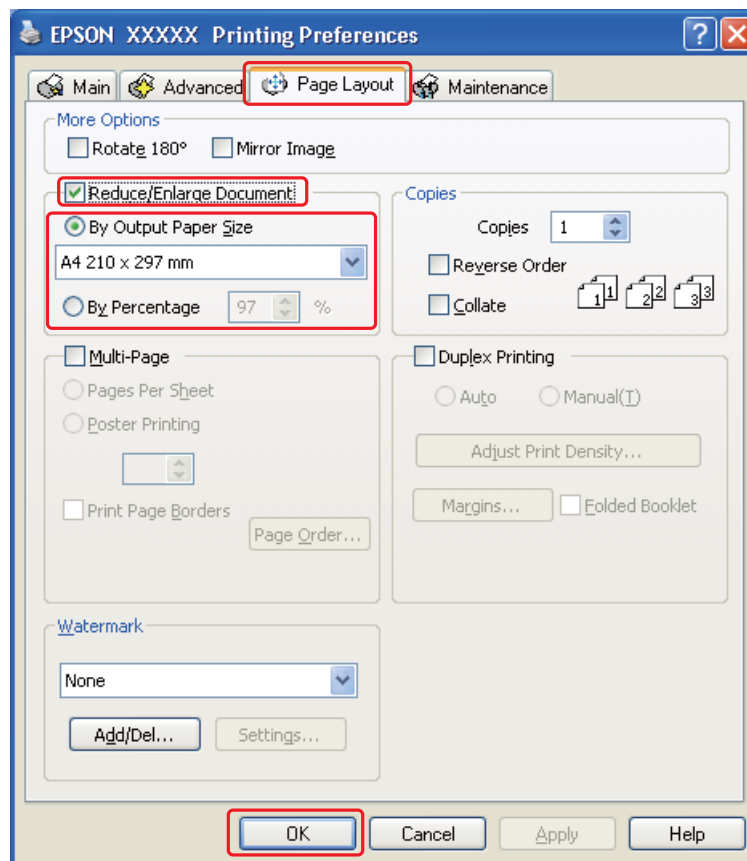 EPSON XXXXX Printing Preferences
Main
Advanced
Page Layout
Maintenance
More Options
Rotate 180°
Mirror Image
Reduce/Enlarge Document
By Output Paper Size
A4 210 x 297 mm
By Percentage
97
%
Copies
Copies
1
Reverse Order
Collate
1 1 2 2 3 3
Multi-Page
Pages Per Sheet
Poster Printing
Print Page Borders
Page Order...
Duplex Printing
Auto
Manual(T)
Adjust Print Density...
Margins...
Folded Booklet
Watermark
None
Add/Del...
Settings...
OK
Cancel
Apply
Help